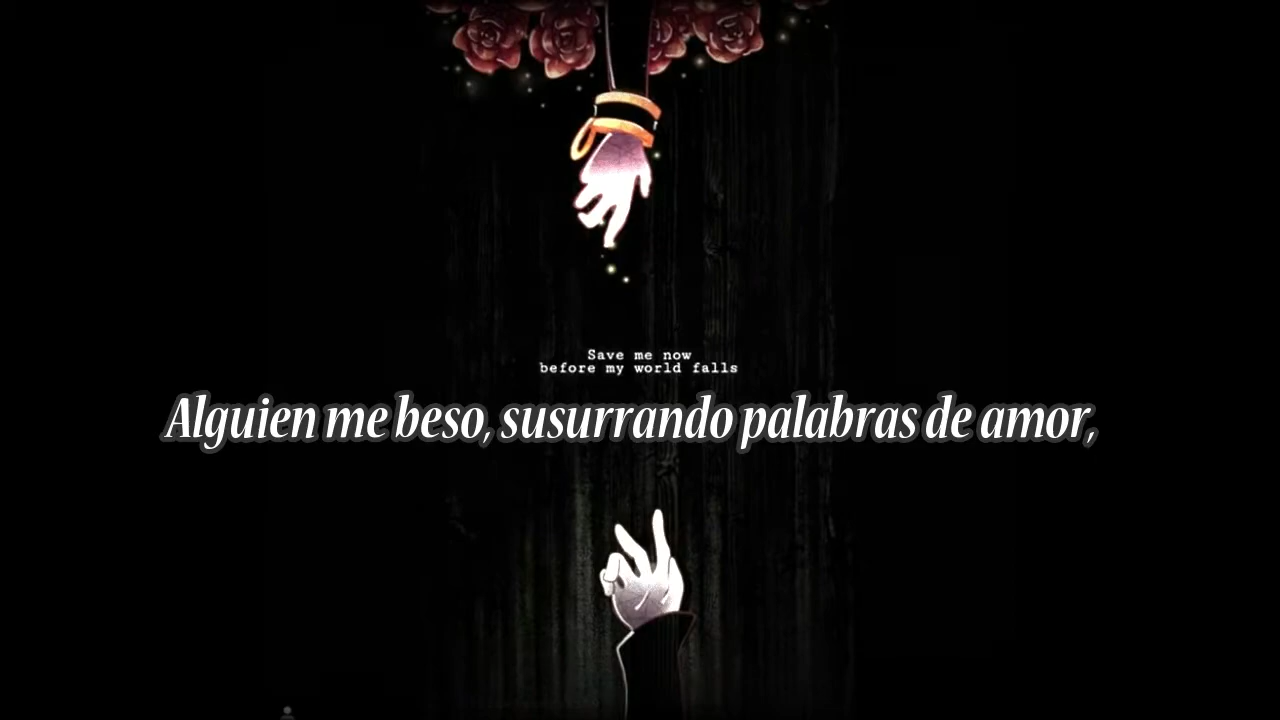 Save me now
before my world falls
Alguien me beso, susurrando palabras de amor,